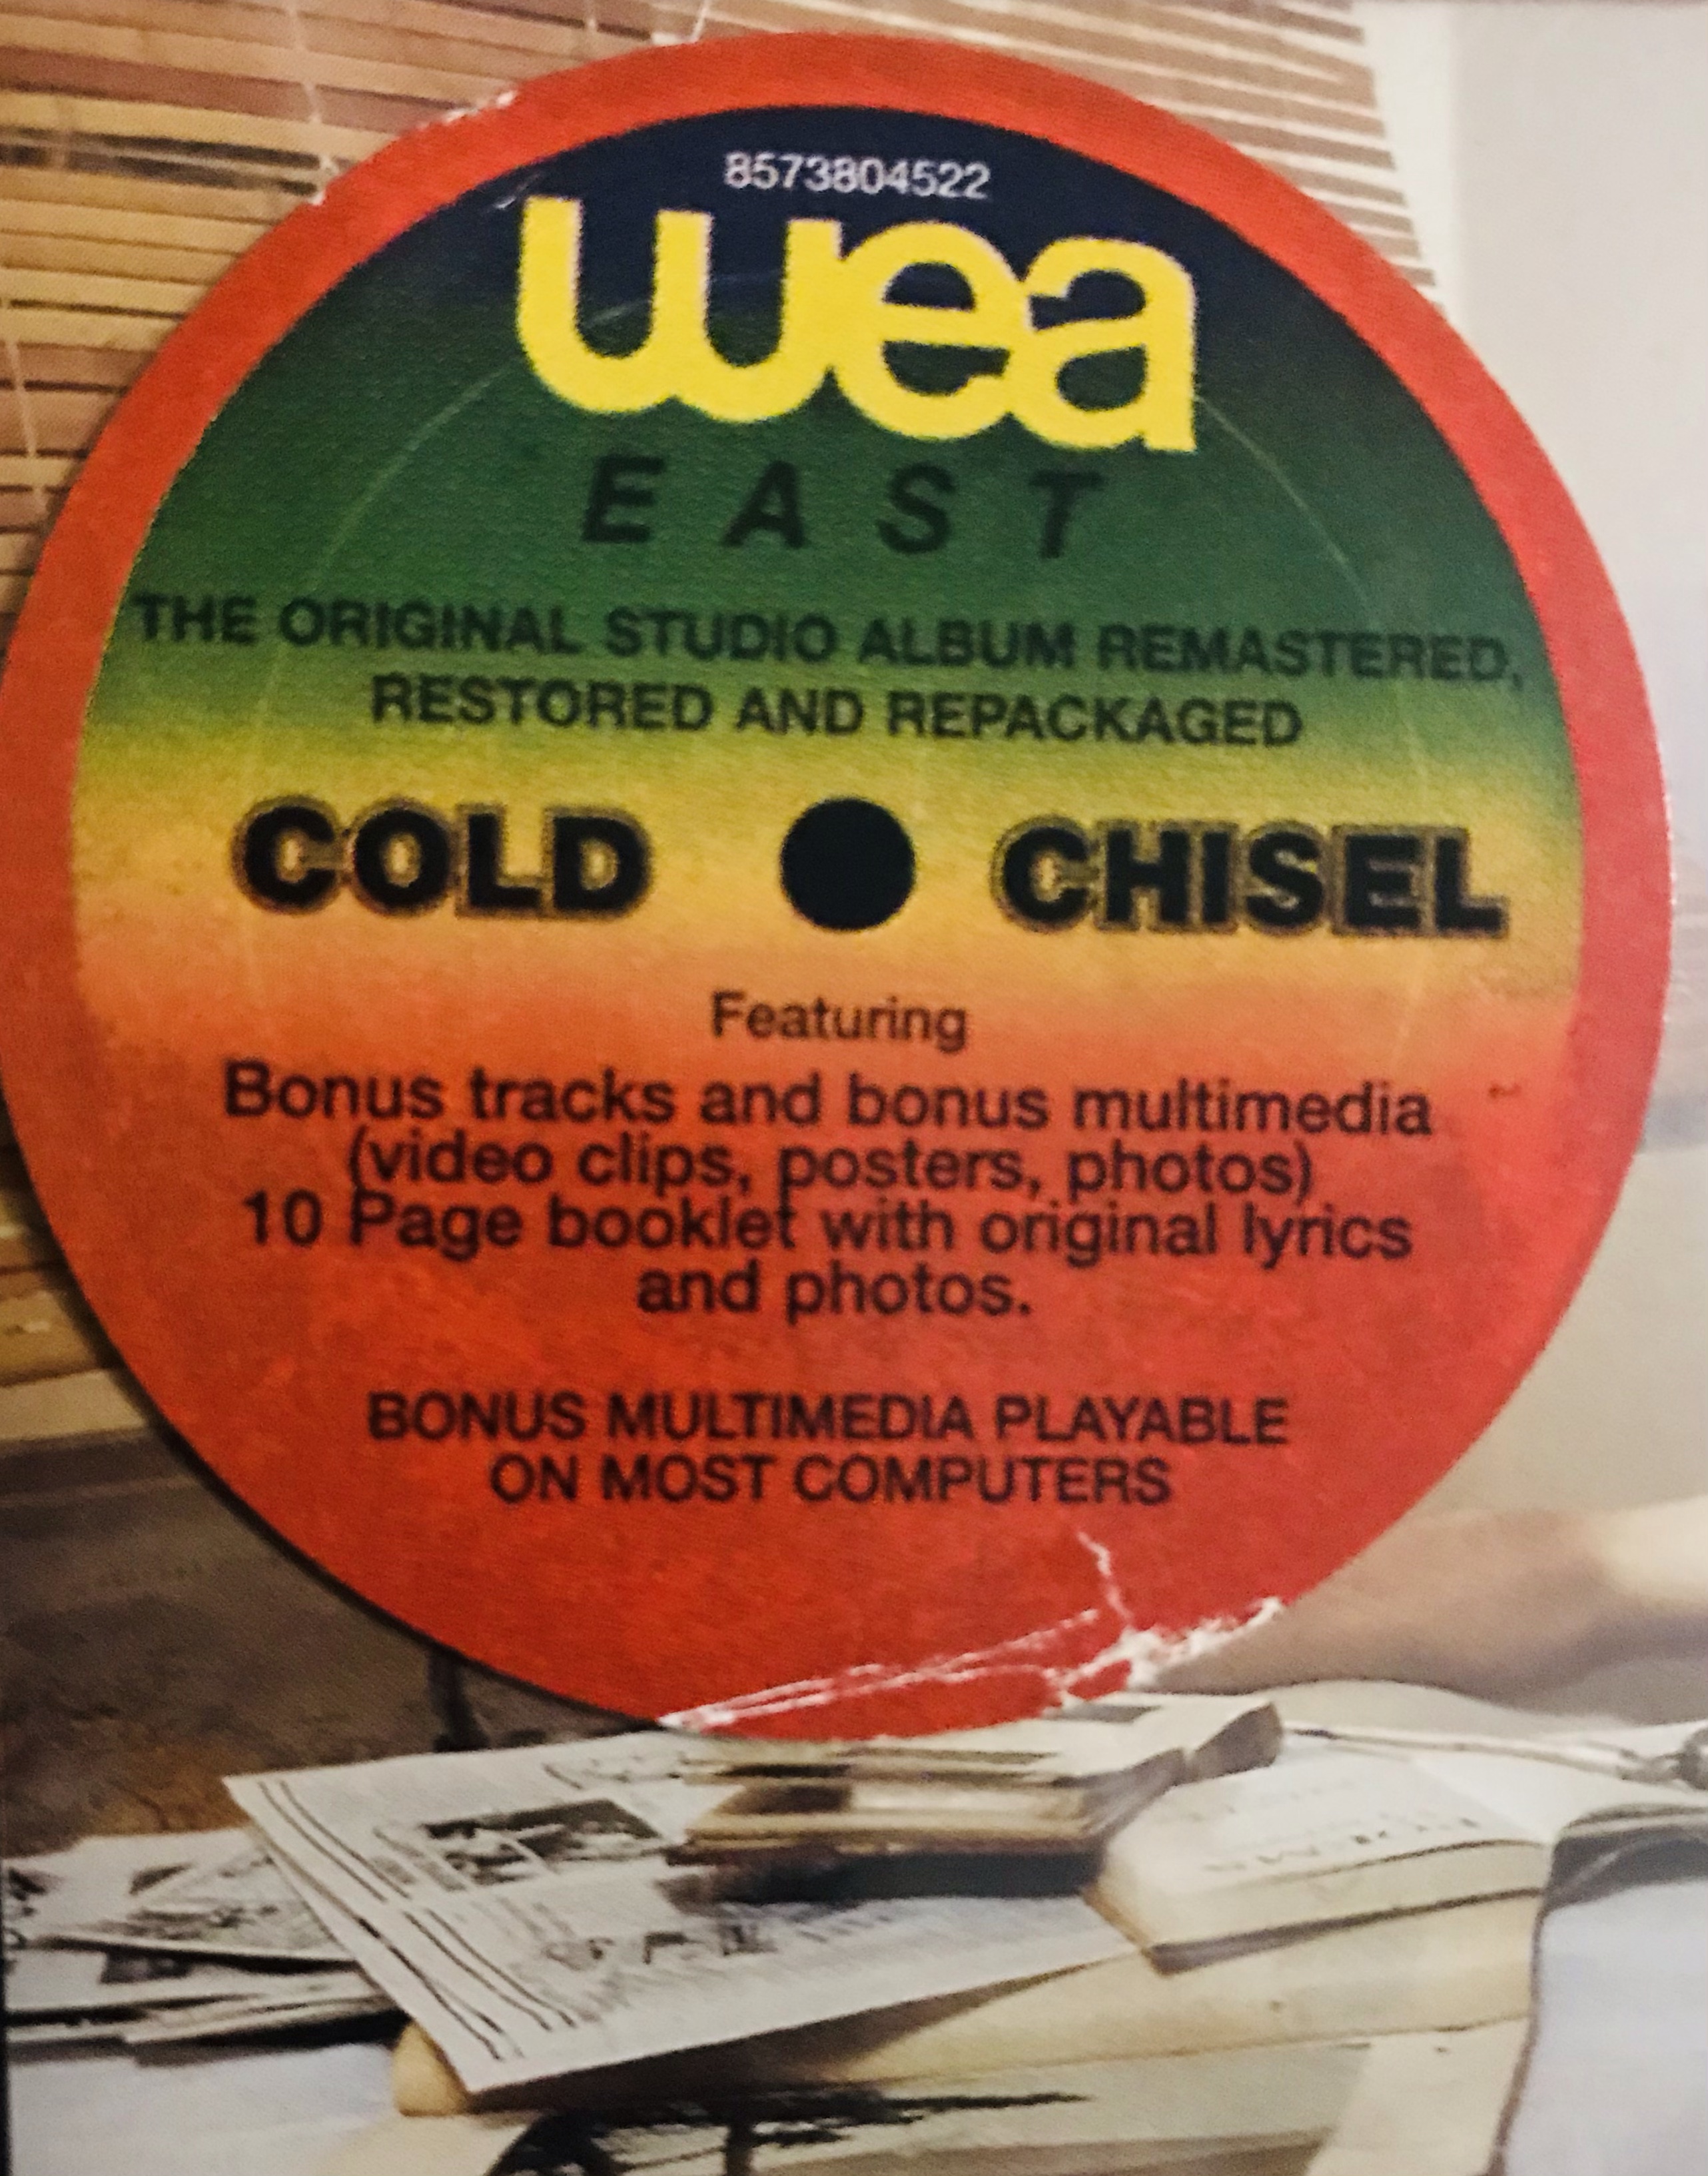 8573804522
wea
EAST
THE ORIGINAL STUDIO ALBUM REMASTERED,
RESTORED AND REPACKAGED
COLD CHISEL
Featuring
Bonus tracks and bonus multimedia
(video clips, posters, photos)
10 Page booklet with original lyrics
and photos.
BONUS MULTIMEDIA PLAYABLE
ON MOST COMPUTERS